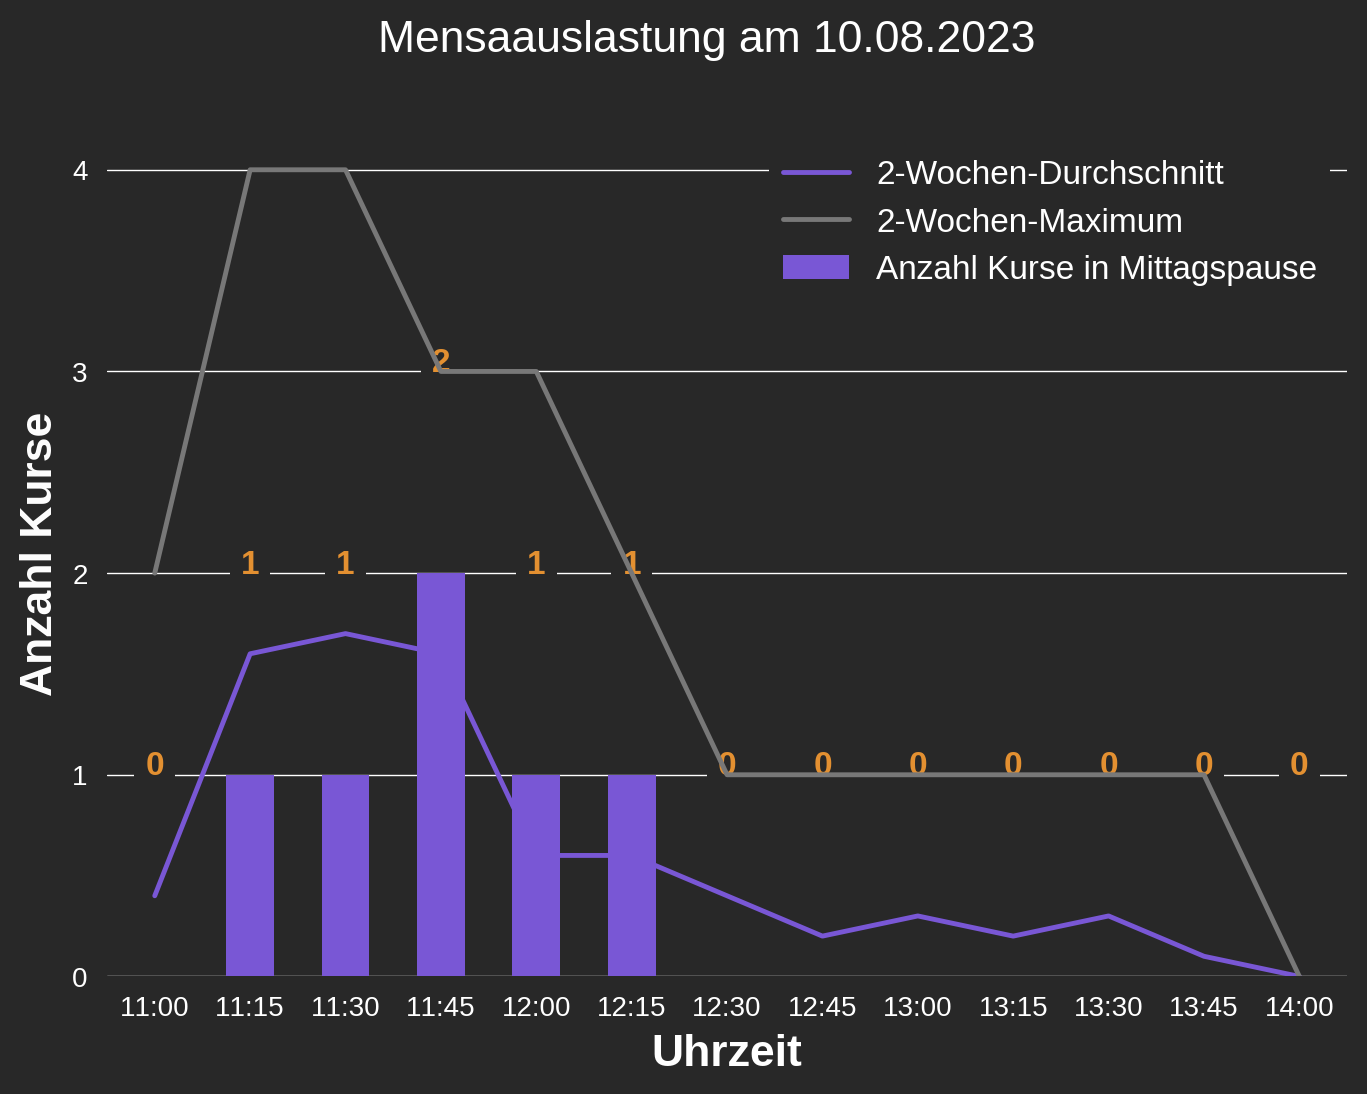 Mensaauslastung am 10.08.2023
2-Wochen-Durchschnitt
2-Wochen-Maximum
Anzahl Kurse in Mittagspause
Anzahl Kurse
4
3
2
1
0
0
1
1
2
1
1
0
0
0
0
0
0
0
11:00 11:15 11:30 11:45 12:00 12:15 12:30 12:45 13:00 13:15 13:30 13:45 14:00
Uhrzeit